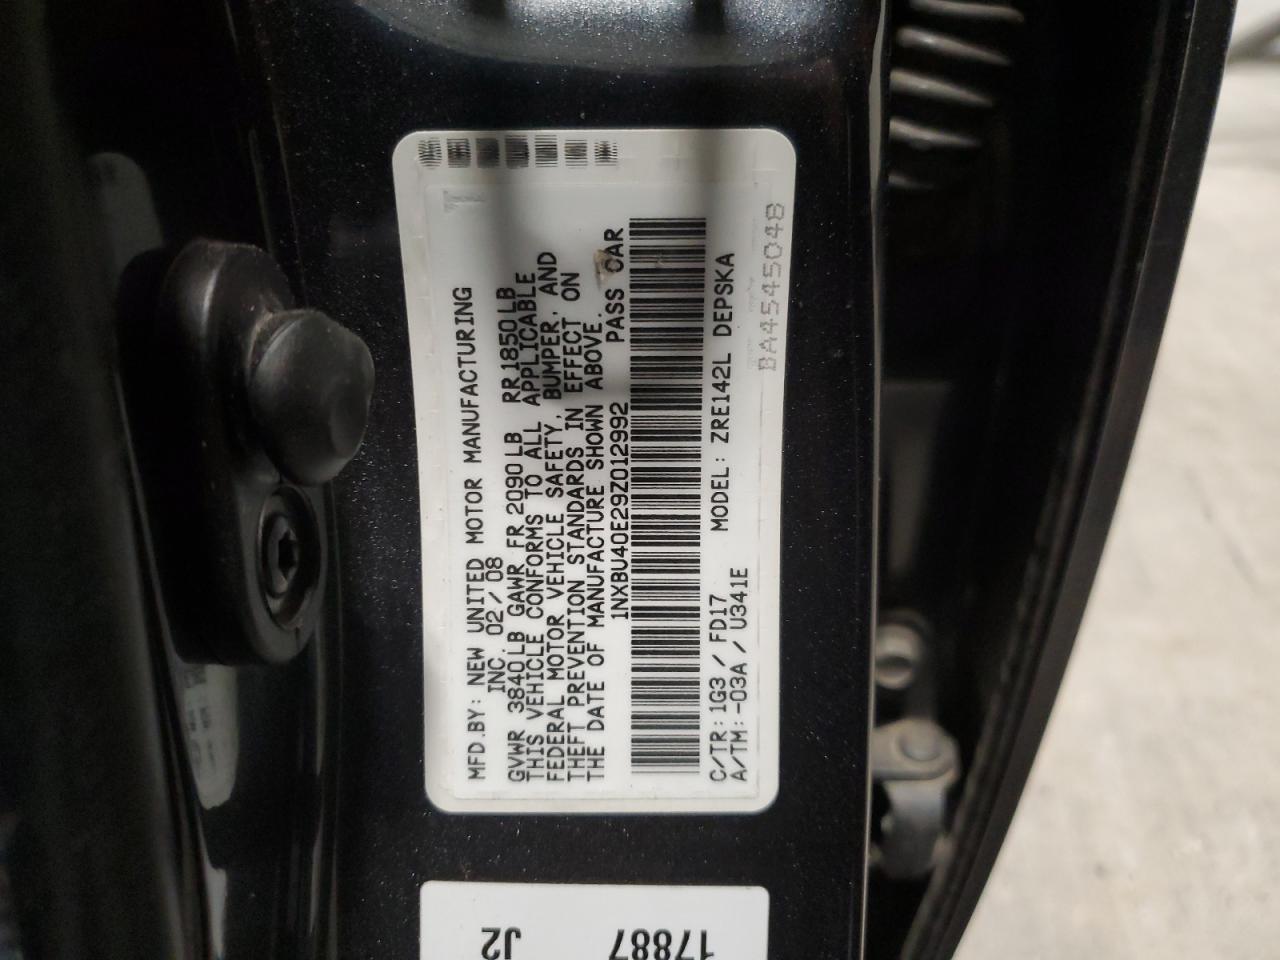 MFD.BY: NEW UNITED MOTOR MANUFACTURING
INC. 02/08
GVWR 3840LB GAWR FR 2090LB RR1850LB
THIS VEHICLE CONFORMS TO ALL APPLICABLE
FEDERAL MOTOR VEHICLE SAFETY, BUMPER, AND
THEFT PREVENTION STANDARDS IN EFFECT ON
THE DATE OF MANUFACTURE SHOWN ABOVE.
1NXBU40E29Z012992 PASS CAR
C/TR:1G3/FD17 MODEL:ZRE142L DEPSKA
A/TM:-03A/U341E
BA4545048
J2
17887
17887